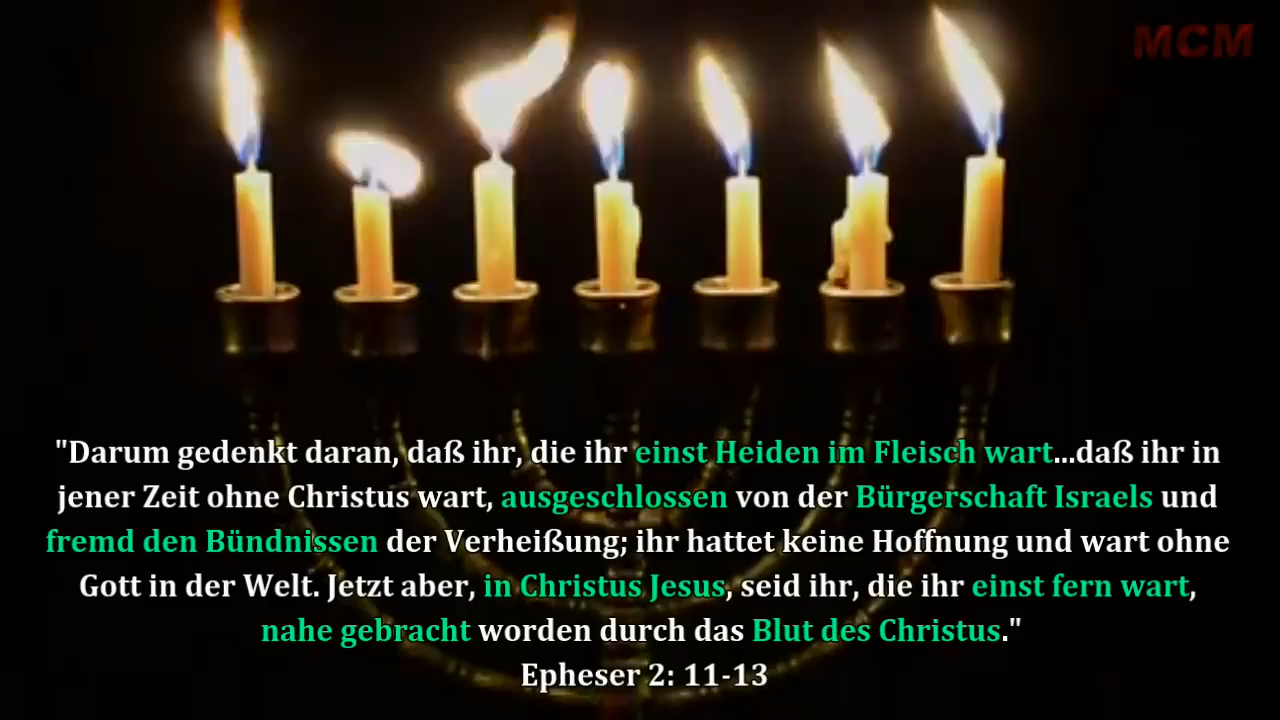 MCM
"Darum gedenkt daran, daß ihr, die ihr einst Heiden im Fleisch wart...daß ihr in
jener Zeit ohne Christus wart, ausgeschlossen von der Bürgerschaft Israels und
fremd den Bündnissen der Verheißung; ihr hattet keine Hoffnung und wart ohne
Gott in der Welt. Jetzt aber, in Christus Jesus, seid ihr, die ihr einst fern wart,
nahe gebracht worden durch das Blut des Christus."
Epheser 2: 11-13